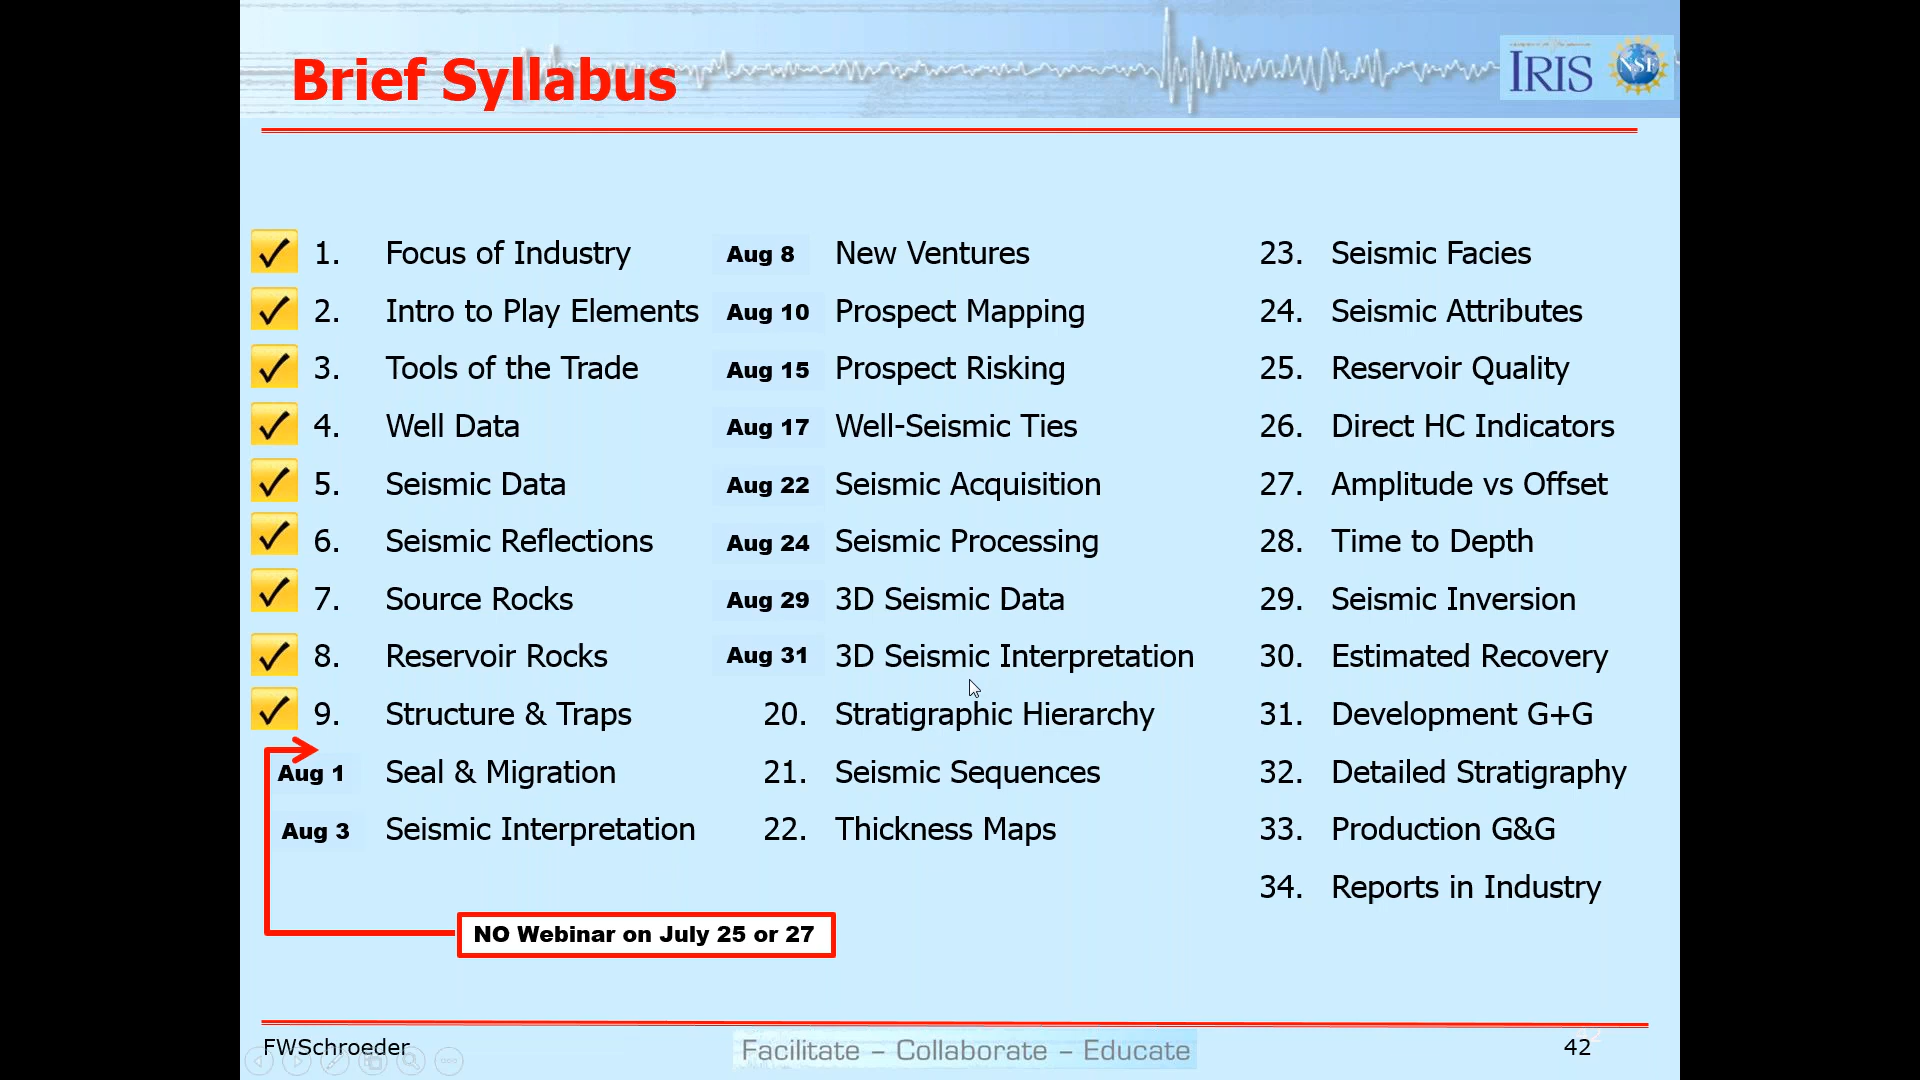 Brief Syllabus
IRIS
NSF
1. Focus of Industry
2. Intro to Play Elements
3. Tools of the Trade
4. Well Data
5. Seismic Data
6. Seismic Reflections
7. Source Rocks
8. Reservoir Rocks
9. Structure & Traps
Aug 1 Seal & Migration
Aug 3 Seismic Interpretation
Aug 8 New Ventures
Aug 10 Prospect Mapping
Aug 15 Prospect Risking
Aug 17 Well-Seismic Ties
Aug 22 Seismic Acquisition
Aug 24 Seismic Processing
Aug 29 3D Seismic Data
Aug 31 3D Seismic Interpretation
20. Stratigraphic Hierarchy
21. Seismic Sequences
22. Thickness Maps
23. Seismic Facies
24. Seismic Attributes
25. Reservoir Quality
26. Direct HC Indicators
27. Amplitude vs Offset
28. Time to Depth
29. Seismic Inversion
30. Estimated Recovery
31. Development G+G
32. Detailed Stratigraphy
33. Production G&G
34. Reports in Industry
NO Webinar on July 25 or 27
FWSchroeder
Facilitate – Collaborate – Educate
42